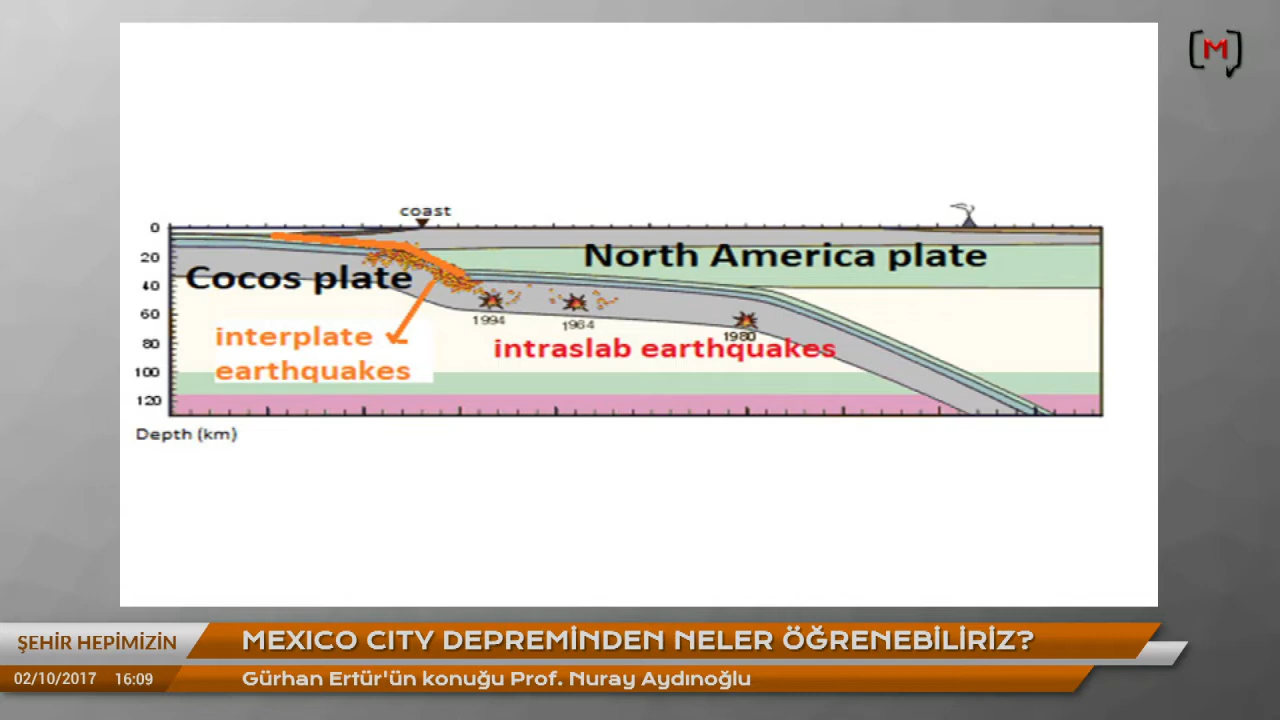 [M]
coast
0
20
40
60
80
100
120
North America plate
Cocos plate
1994
1964
1980
interplate
earthquakes
intraslab earthquakes
Depth (km)
ŞEHİR HEPİMİZİN
MEXICO CITY DEPREMİNDEN NELER ÖĞRENEBİLİRİZ?
02/10/2017 16:09
Gürhan Ertür'ün konuğu Prof. Nuray Aydınoğlu